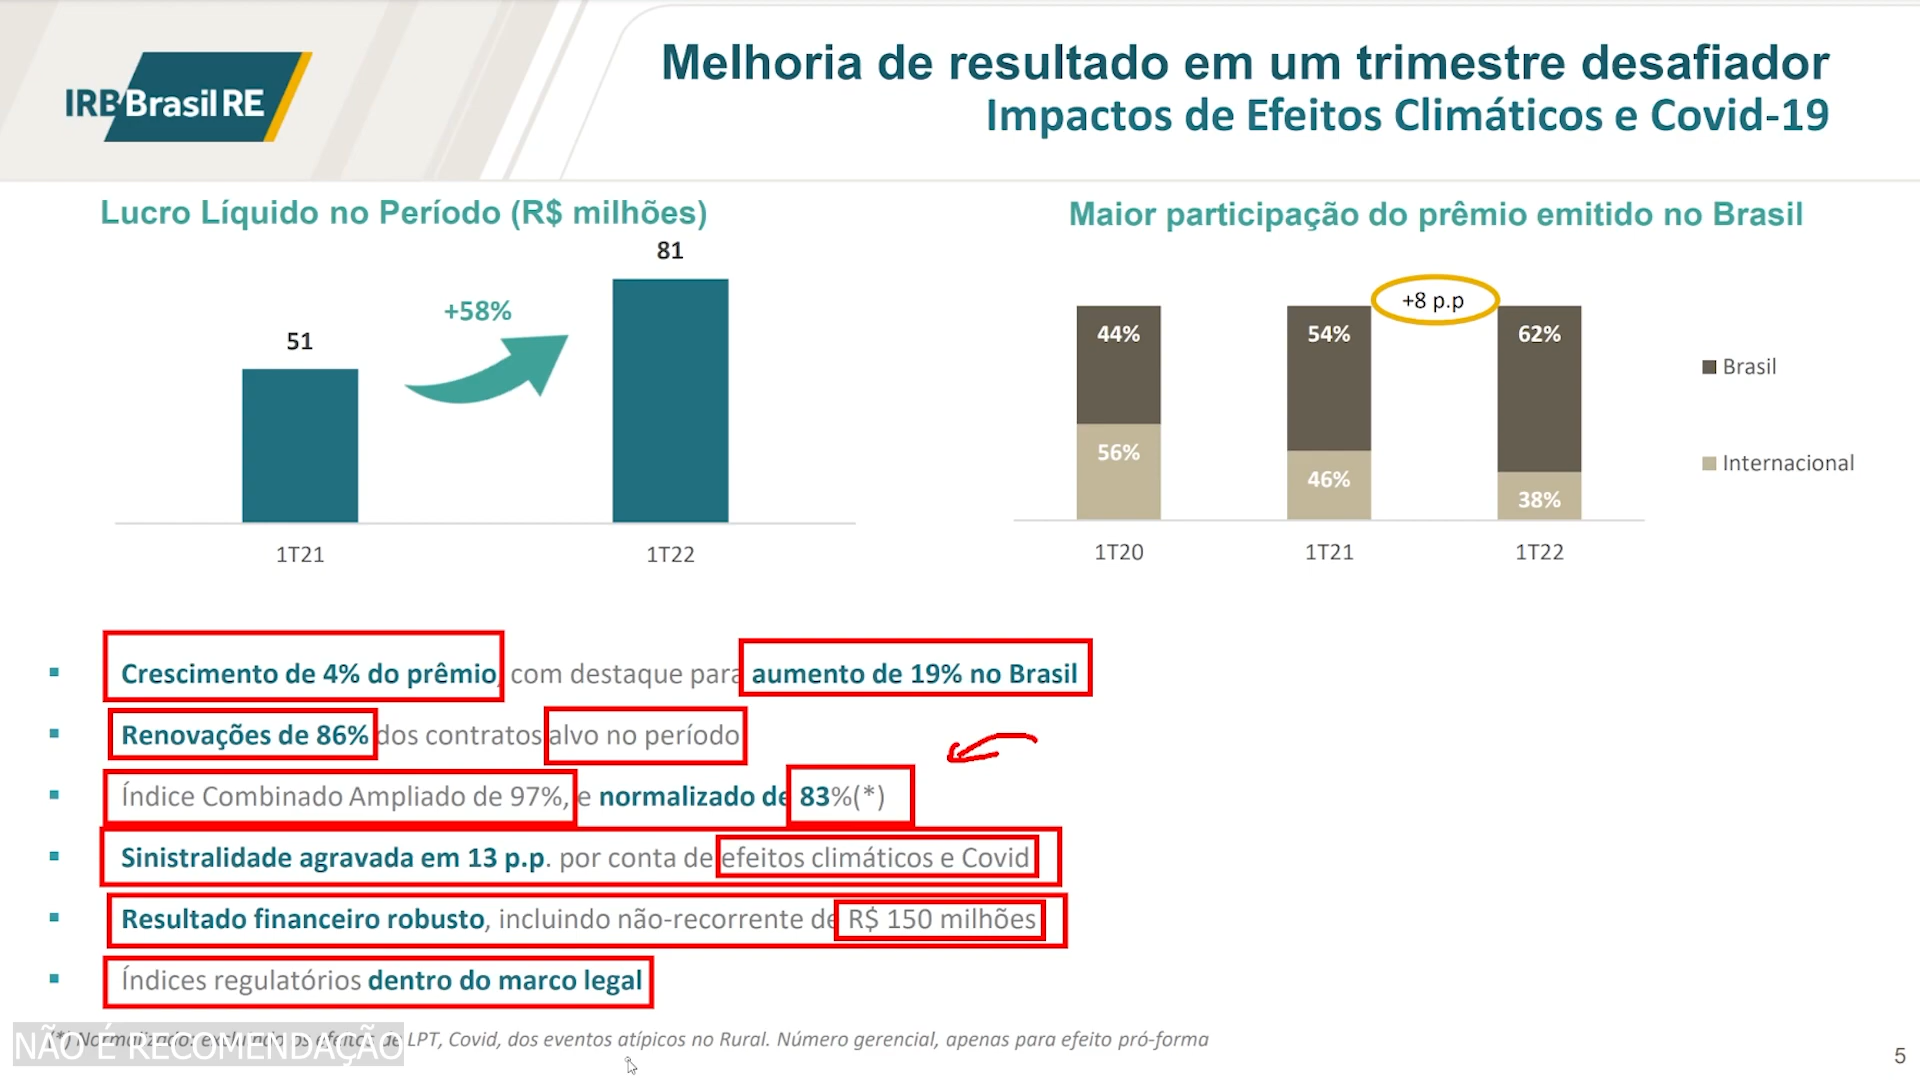 IRBBrasil RE
Melhoria de resultado em um trimestre desafiador
Impactos de Efeitos Climáticos e Covid-19
Lucro Líquido no Período (R$ milhões)
81
+58%
51
1T21 1T22
Maior participação do prêmio emitido no Brasil
+8 p.p
44% 54% 62%
Brasil
56% 46% 38%
Internacional
1T20 1T21 1T22
Crescimento de 4% do prêmio, com destaque para aumento de 19% no Brasil
Renovações de 86% dos contratos alvo no período
Índice Combinado Ampliado de 97%, e normalizado de 83%(*)
Sinistralidade agravada em 13 p.p. por conta de efeitos climáticos e Covid
Resultado financeiro robusto, incluindo não-recorrente de R$ 150 milhões
Índices regulatórios dentro do marco legal
(*) Normalizado: excluindo os efeitos de LPT, Covid, dos eventos atípicos no Rural. Número gerencial, apenas para efeito pró-forma
NÃO É RECOMENDAÇÃO
5